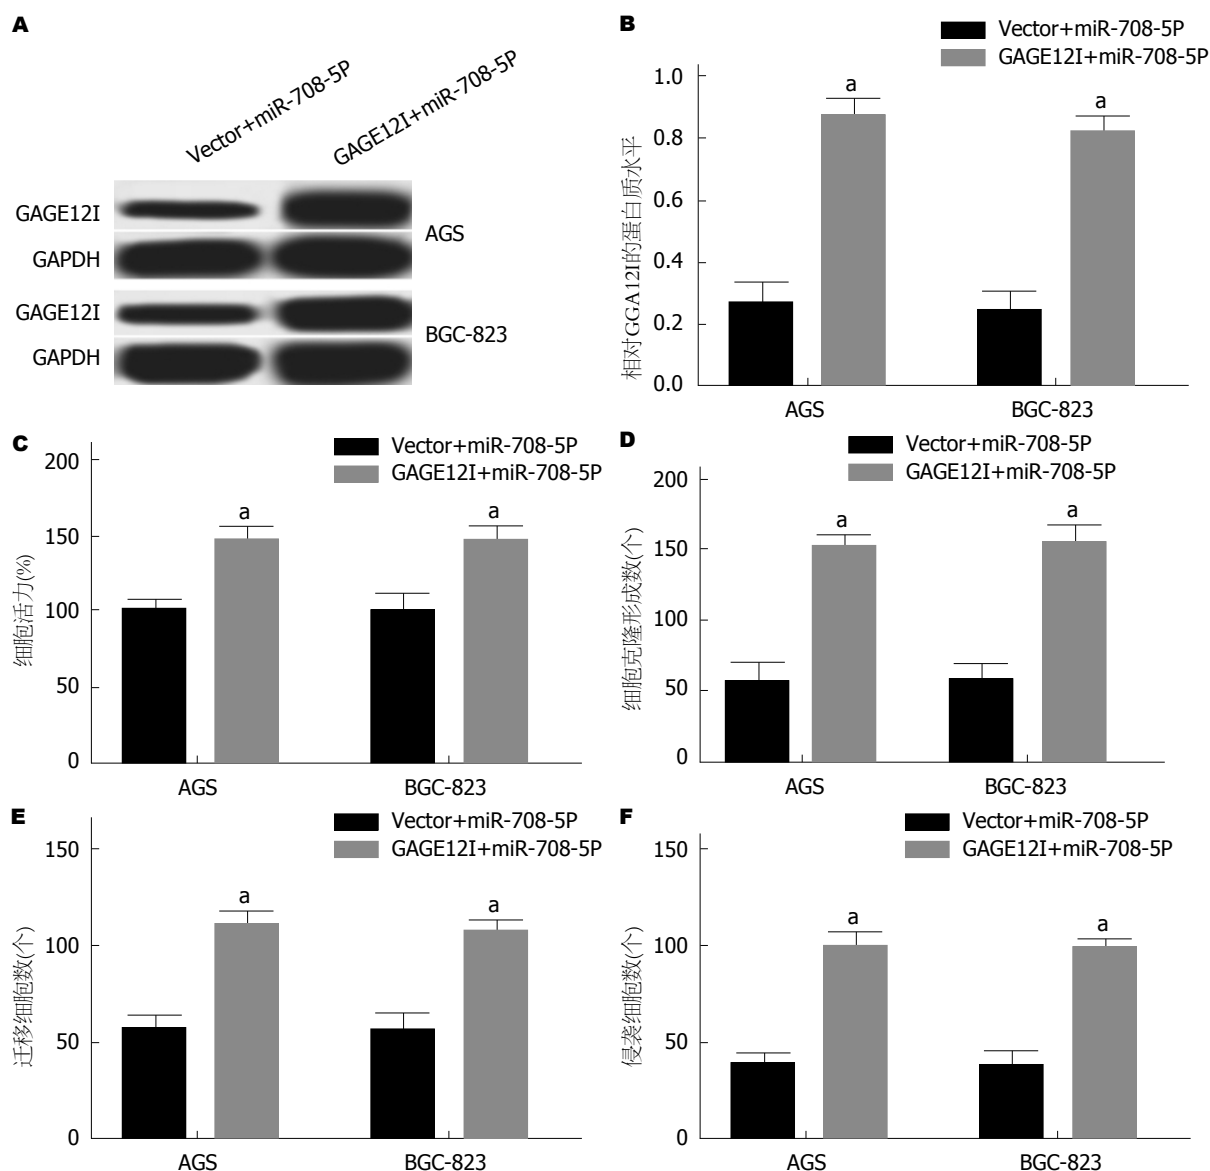 A
Vector+miR-708-5P
GAGE12I+miR-708-5P
GAGE12I
GAPDH
AGS
GAGE12I
GAPDH
BGC-823
B
Vector+miR-708-5P
GAGE12I+miR-708-5P
相对GGA12I的蛋白质水平
1.0
0.8
0.6
0.4
0.2
0.0
a
a
AGS
BGC-823
C
Vector+miR-708-5P
GAGE12I+miR-708-5P
细胞活力(%)
200
150
100
50
0
a
a
AGS
BGC-823
D
Vector+miR-708-5P
GAGE12I+miR-708-5P
细胞克隆形成数(个)
200
150
100
50
0
a
a
AGS
BGC-823
E
Vector+miR-708-5P
GAGE12I+miR-708-5P
迁移细胞数(个)
150
100
50
0
a
a
AGS
BGC-823
F
Vector+miR-708-5P
GAGE12I+miR-708-5P
侵袭细胞数(个)
150
100
50
0
a
a
AGS
BGC-823